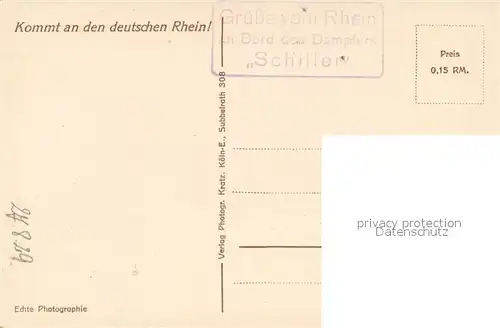 Kommt an den deutschen Rhein!
Grüße vom Rhein
an Bord des Dampfers
„Schiller"
Preis
0,15 RM.
Verlag Photogr. Kratz, Köln-E., Subbelrath 308
privacy protection
Datenschutz
Echte Photographie